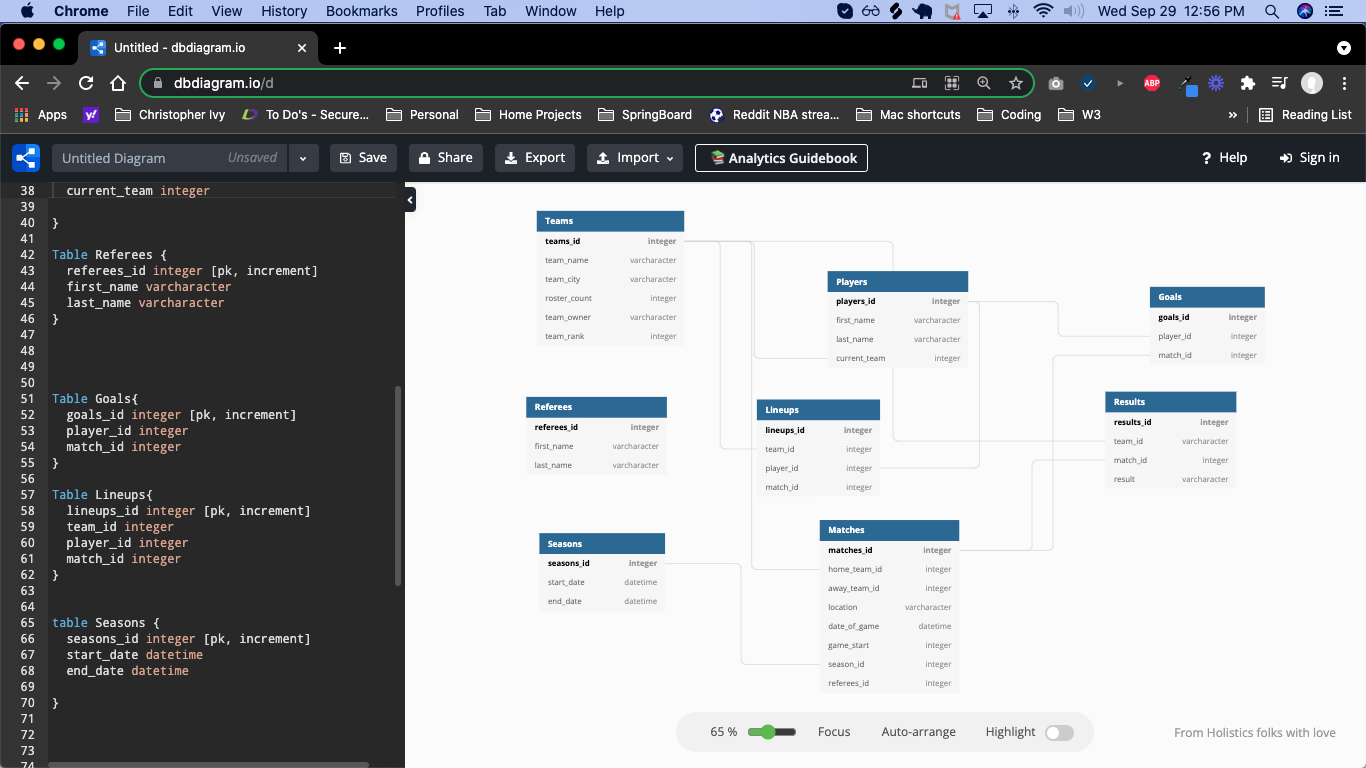 Chrome File Edit View History Bookmarks Profiles Tab Window Help Wed Sep 29 12:56 PM
Untitled - dbdiagram.io
dbdiagram.io/d
ABP
Apps Christopher Ivy To Do's - Secure... Personal Home Projects SpringBoard Reddit NBA strea... Mac shortcuts Coding W3 » Reading List
Untitled Diagram Unsaved Save Share Export Import Analytics Guidebook ? Help Sign in
38 current_team integer
39
40 }
41
42 Table Referees {
43 referees_id integer [pk, increment]
44 first_name varcharacter
45 last_name varcharacter
46 }
47
48
49
50
51 Table Goals{
52 goals_id integer [pk, increment]
53 player_id integer
54 match_id integer
55 }
56
57 Table Lineups{
58 lineups_id integer [pk, increment]
59 team_id integer
60 player_id integer
61 match_id integer
62 }
63
64
65 table Seasons {
66 seasons_id integer [pk, increment]
67 start_date datetime
68 end_date datetime
69
70 }
71
72
73
74
Teams
teams_id integer
team_name varcharacter
team_city varcharacter
roster_count integer
team_owner varcharacter
team_rank integer
Players
players_id integer
first_name varcharacter
last_name varcharacter
current_team integer
Goals
goals_id integer
player_id integer
match_id integer
Referees
referees_id integer
first_name varcharacter
last_name varcharacter
Lineups
lineups_id integer
team_id integer
player_id integer
match_id integer
Results
results_id integer
team_id varcharacter
match_id integer
result varcharacter
Seasons
seasons_id integer
start_date datetime
end_date datetime
Matches
matches_id integer
home_team_id integer
away_team_id integer
location varcharacter
date_of_game datetime
game_start integer
season_id integer
referees_id integer
65 % Focus Auto-arrange Highlight
From Holistics folks with love